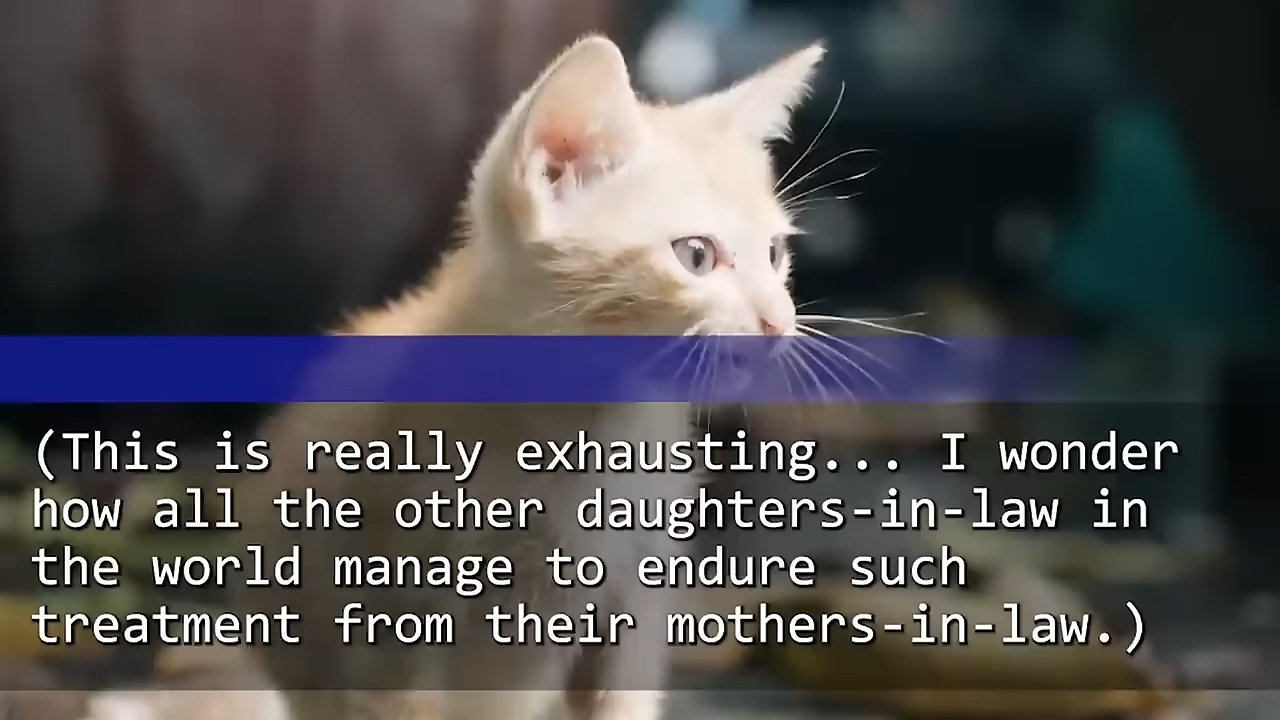 (This is really exhausting... I wonder
how all the other daughters-in-law in
the world manage to endure such
treatment from their mothers-in-law.)